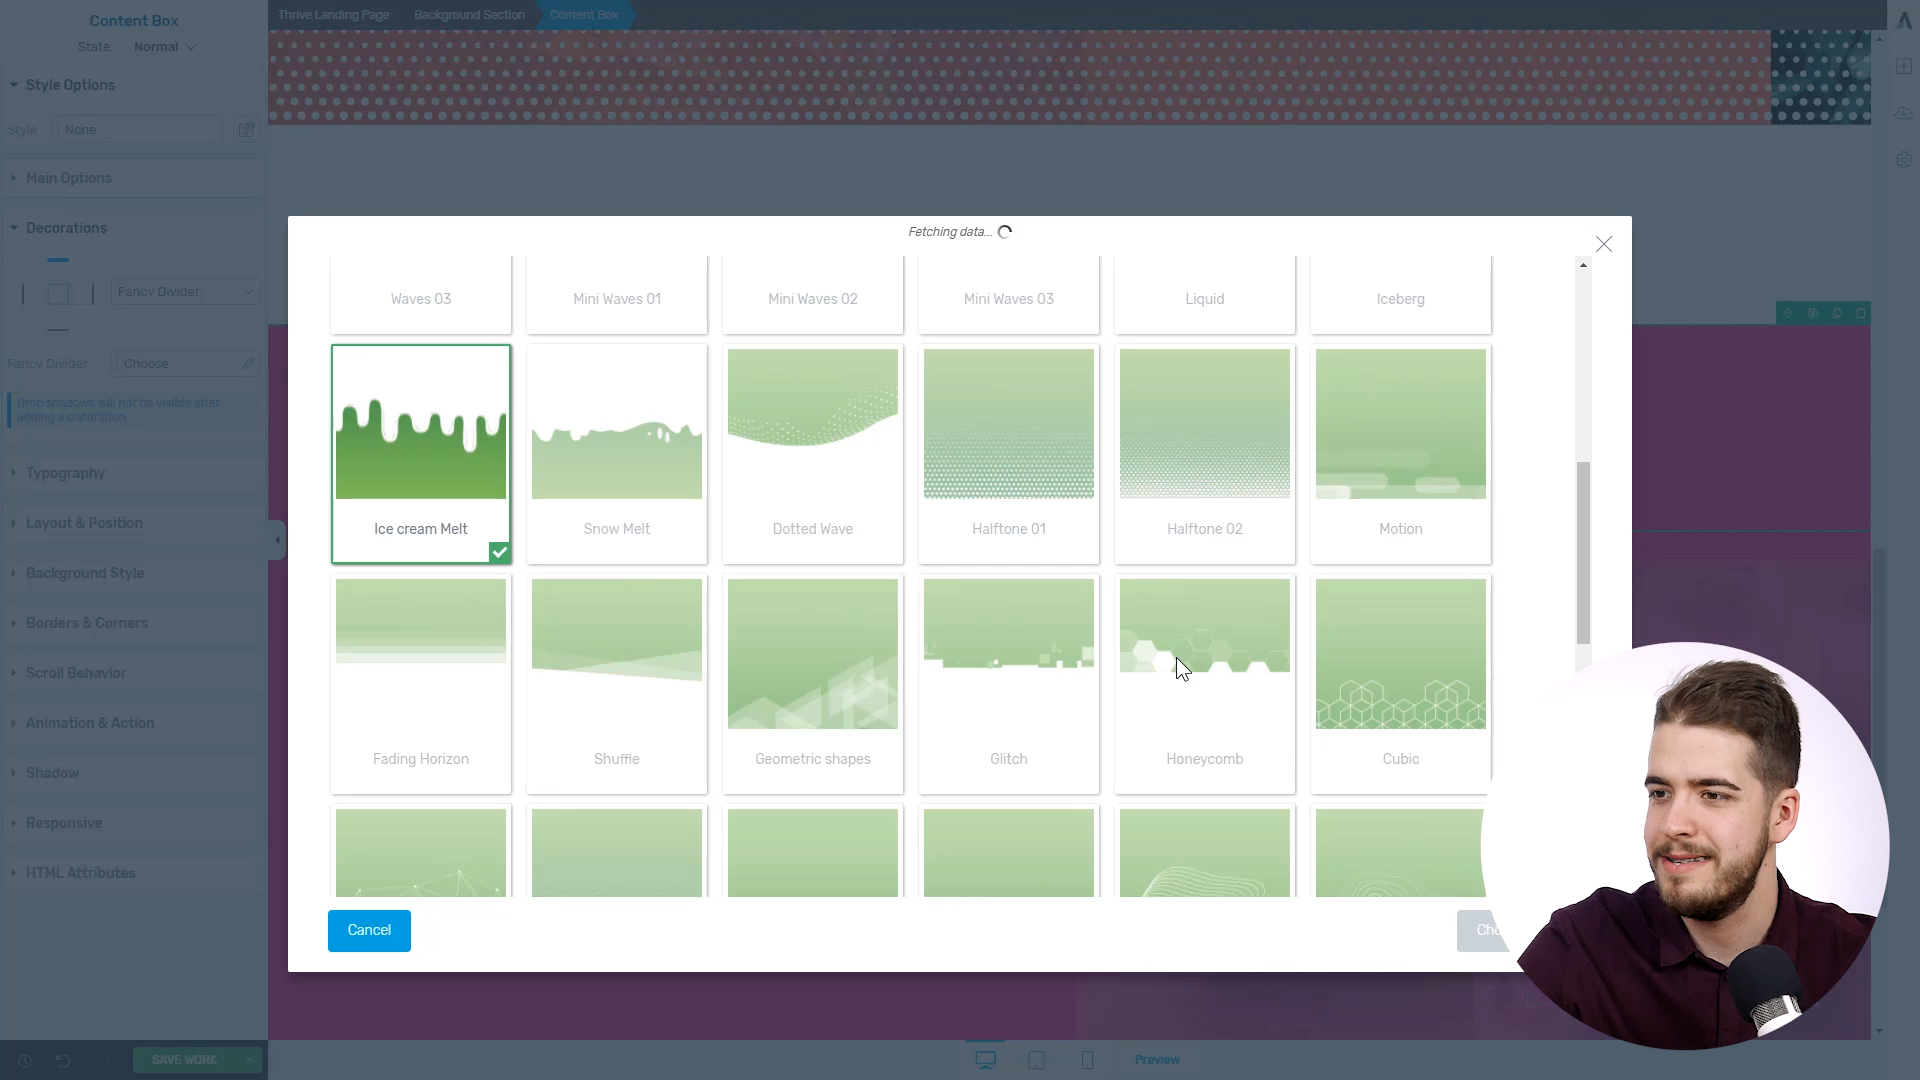 Content Box
State: Normal
Style Options
Style None
Main Options
Decorations
Fancy Divider
Fancy Divider: Choose
Drop shadows will not be visible after
adding a decoration
Typography
Layout & Position
Background Style
Borders & Corners
Scroll Behavior
Animation & Action
Shadow
Responsive
HTML Attributes
SAVE WORK
Thrive Landing Page Background Section Content Box
Fetching data...
Waves 03 Mini Waves 01 Mini Waves 02 Mini Waves 03 Liquid Iceberg
Ice cream Melt Snow Melt Dotted Wave Halftone 01 Halftone 02 Motion
Fading Horizon Shuffle Geometric shapes Glitch Honeycomb Cubic
Cancel
Preview